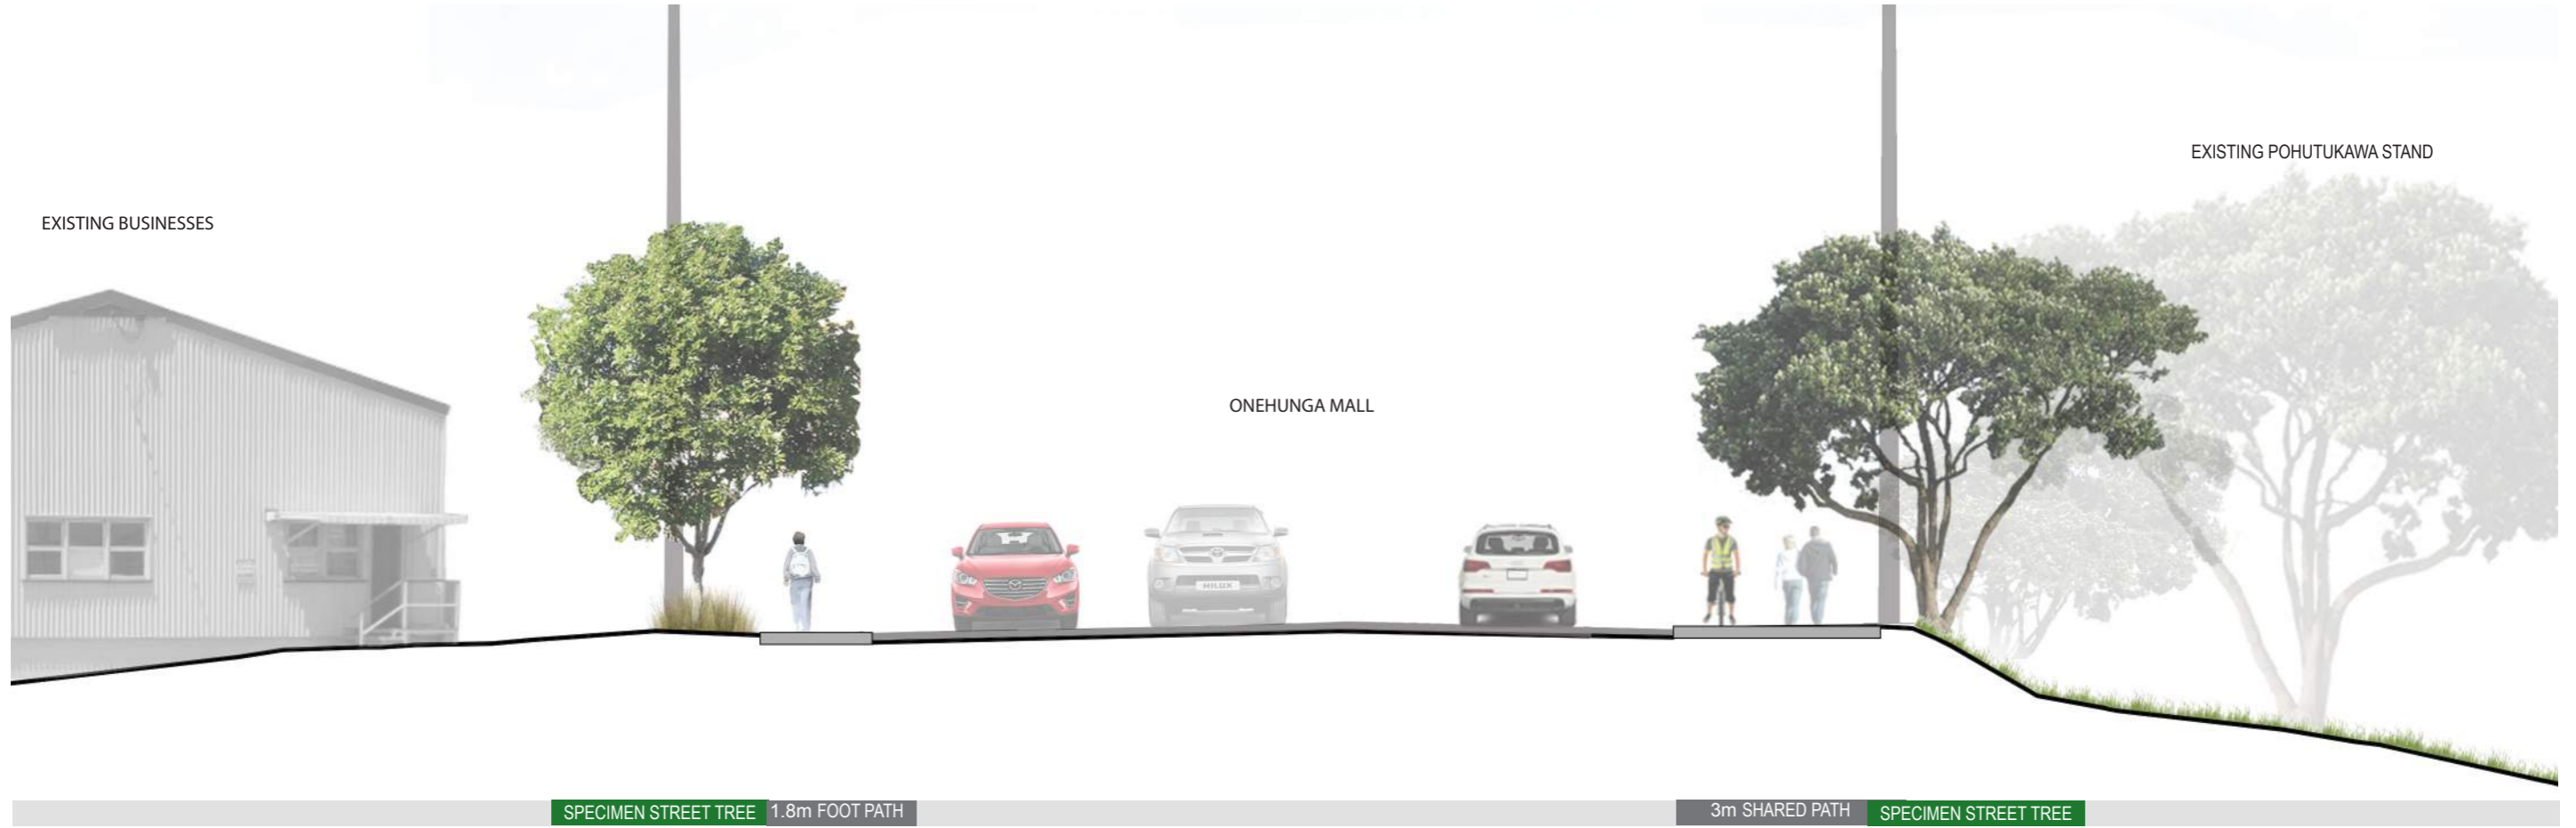 EXISTING POHUTUKAWA STAND
EXISTING BUSINESSES
ONEHUNGA MALL
HILUX
SPECIMEN STREET TREE
1.8m FOOT PATH
3m SHARED PATH
SPECIMEN STREET TREE